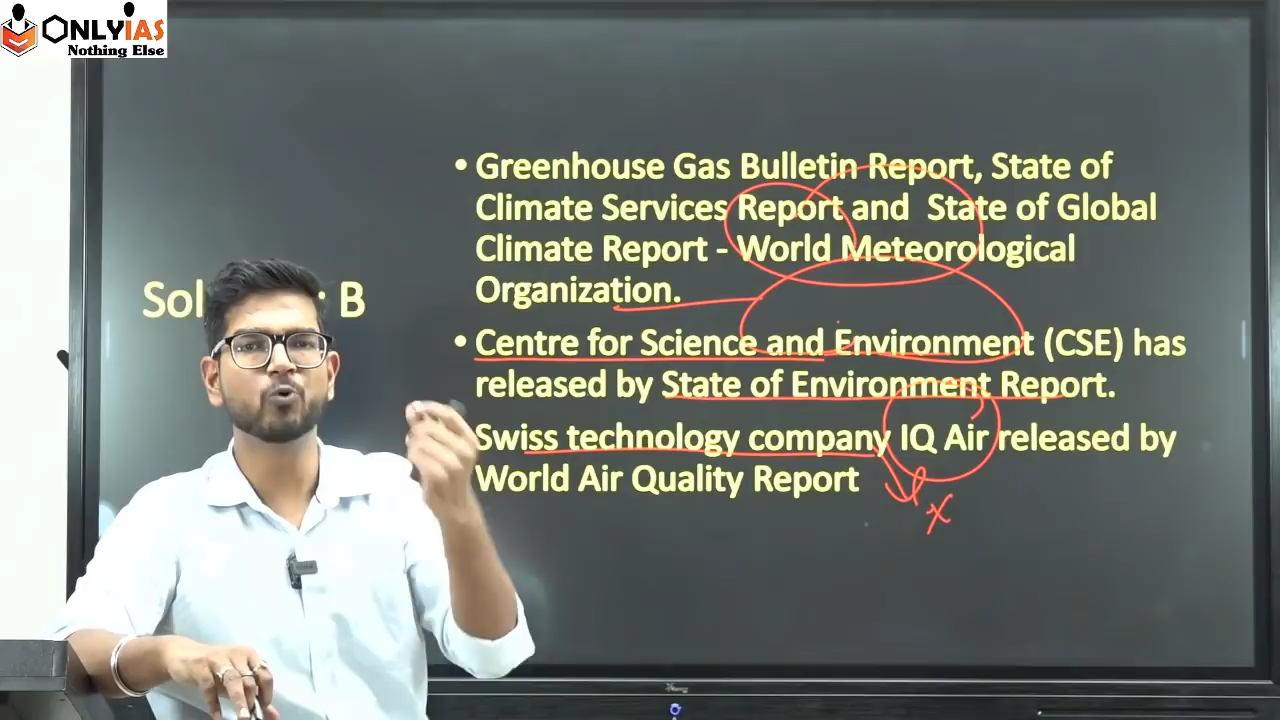 ONLYIAS
Nothing Else
Greenhouse Gas Bulletin Report, State of
Climate Services Report and State of Global
Climate Report - World Meteorological
Organization.
Sol : B
• Centre for Science and Environment (CSE) has
released by State of Environment Report.
Swiss technology company IQ Air released by
World Air Quality Report
x